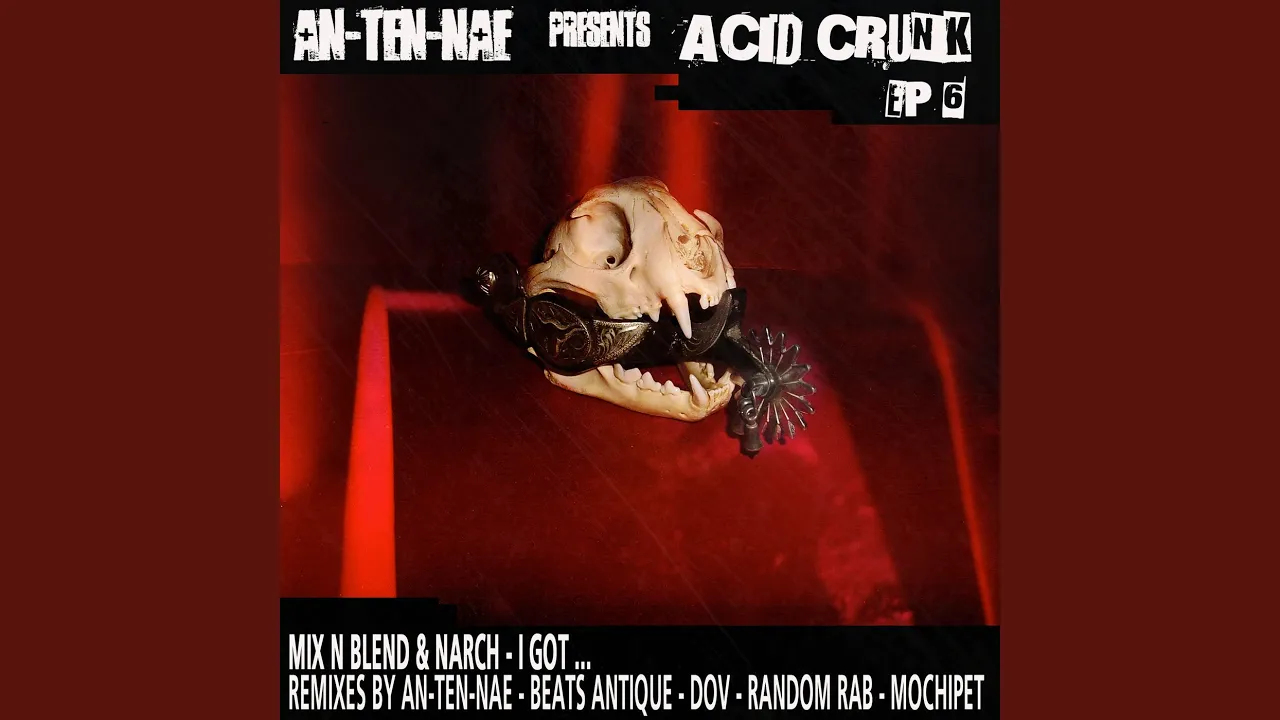 AN-TEN-NAE PRESENTS ACID CRUNK
EP 6
MIX N BLEND & NARCH - I GOT ...
REMIXES BY AN-TEN-NAE - BEATS ANTIQUE - DOV - RANDOM RAB - MOCHIPET